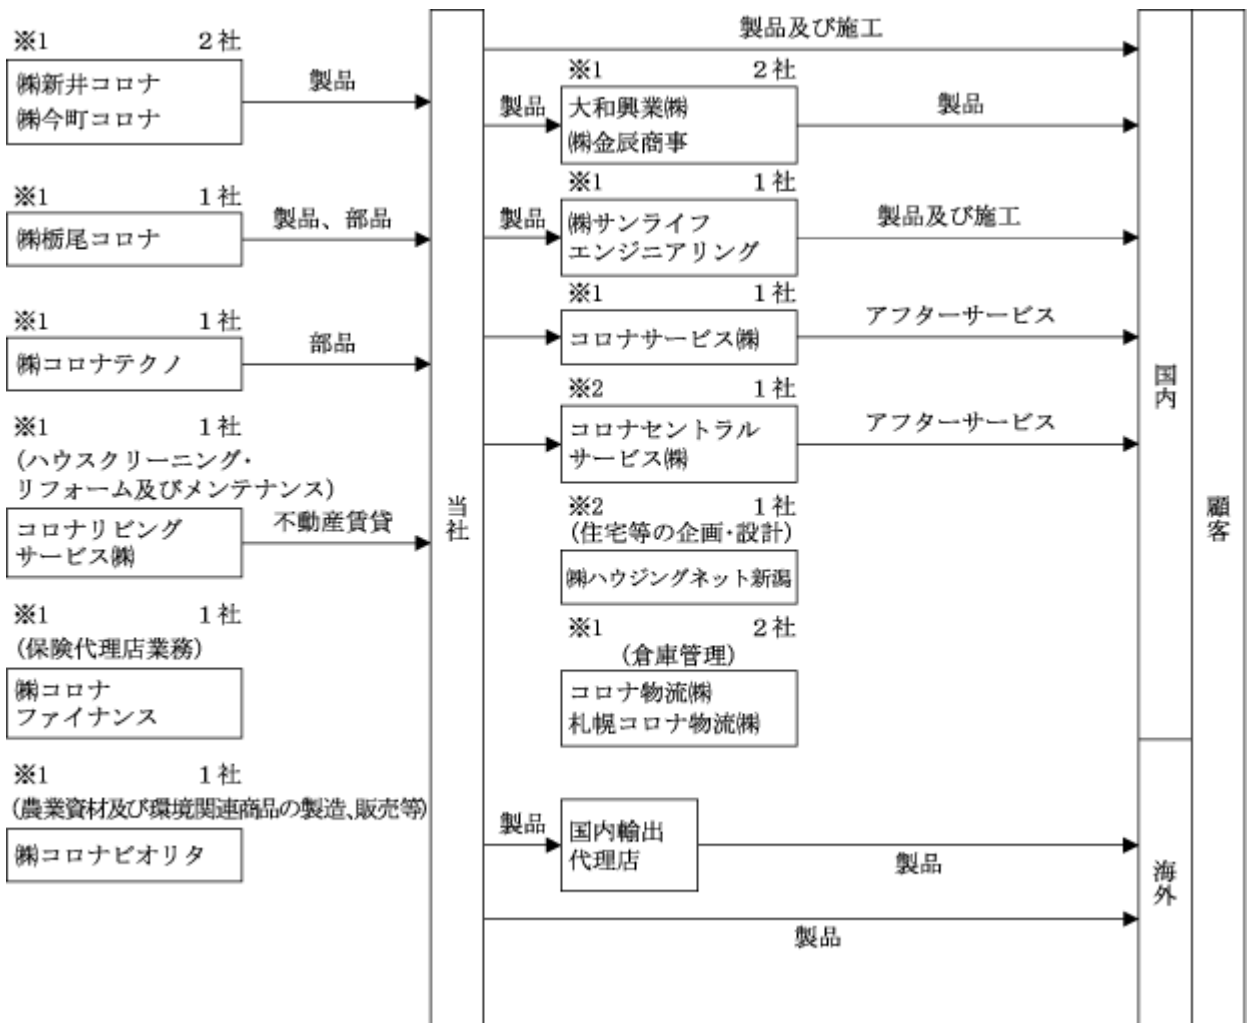 ※1 2社
㈱新井コロナ
㈱今町コロナ
製品
※1 1社
㈱栃尾コロナ
製品、部品
※1 1社
㈱コロナテクノ
部品
※1 1社
(ハウスクリーニング・
リフォーム及びメンテナンス)
コロナリビング
サービス㈱
不動産賃貸
※1 1社
(保険代理店業務)
㈱コロナ
ファイナンス
※1 1社
(農業資材及び環境関連商品の製造、販売等)
㈱コロナビオリタ
当社
製品及び施工
※1 2社
製品
大和興業㈱
㈱金辰商事
製品
※1 1社
製品
㈱サンライフ
エンジニアリング
製品及び施工
※1 1社
コロナサービス㈱
アフターサービス
※2 1社
コロナセントラル
サービス㈱
アフターサービス
※2 1社
(住宅等の企画・設計)
㈱ハウジングネット新潟
※1 2社
(倉庫管理)
コロナ物流㈱
札幌コロナ物流㈱
製品
国内輸出
代理店
製品
製品
国内
海外
顧客